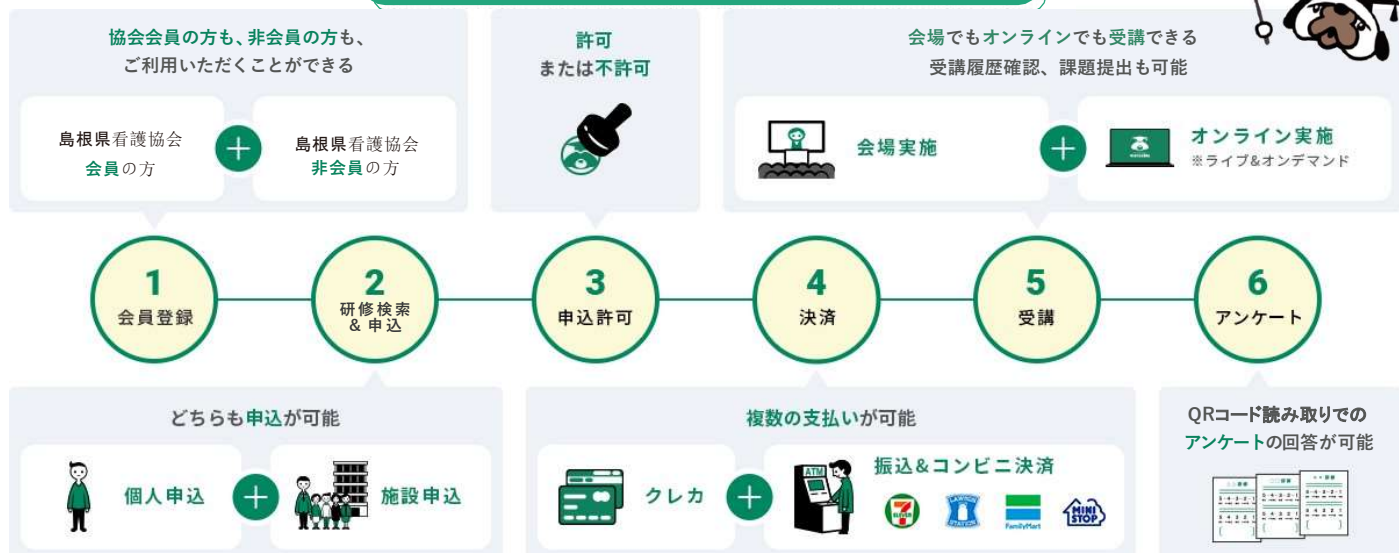 協会会員の方も、非会員の方も、
ご利用いただくことができる
島根県看護協会
会員の方
島根県看護協会
非会員の方
許可
または不許可
会場でもオンラインでも受講できる
受講履歴確認、課題提出も可能
会場実施
オンライン実施
※ライブ&オンデマンド
1
会員登録
2
研修検索
& 申込
3
申込許可
4
決済
5
受講
6
アンケート
どちらも申込が可能
個人申込
施設申込
複数の支払いが可能
クレカ
ATM
振込&コンビニ決済
7
ELEVEN
LAWSON
STATION
FamilyMart
MINI
STOP
QRコード読み取りでの
アンケートの回答が可能